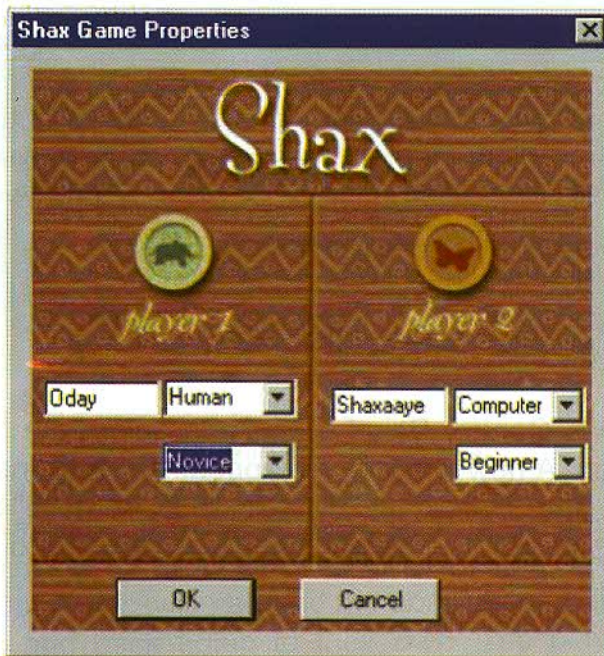 Shax Game Properties
Shax
player 1
player 2
Oday Human
Shaxaaye Computer
Novice
Beginner
OK Cancel